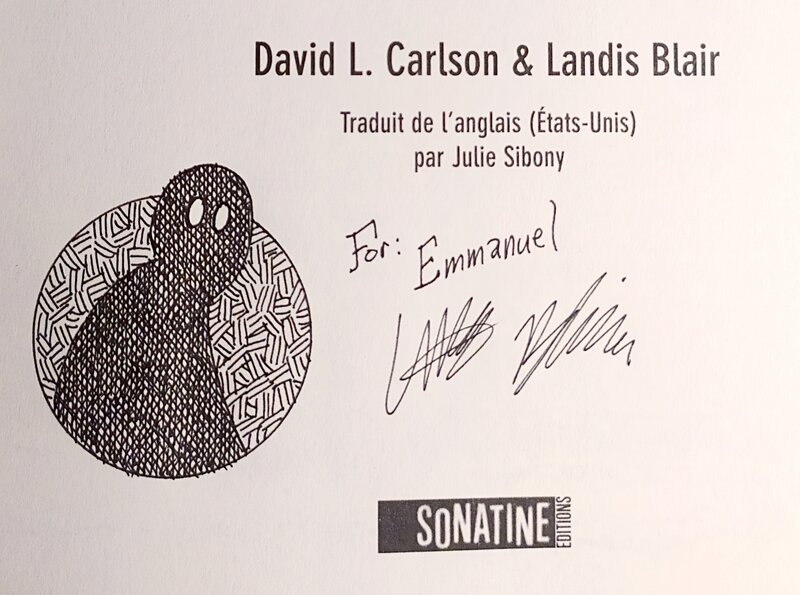 David L. Carlson & Landis Blair
Traduit de l'anglais (États-Unis)
par Julie Sibony
For: Emmanuel
SONATINE
EDITIONS